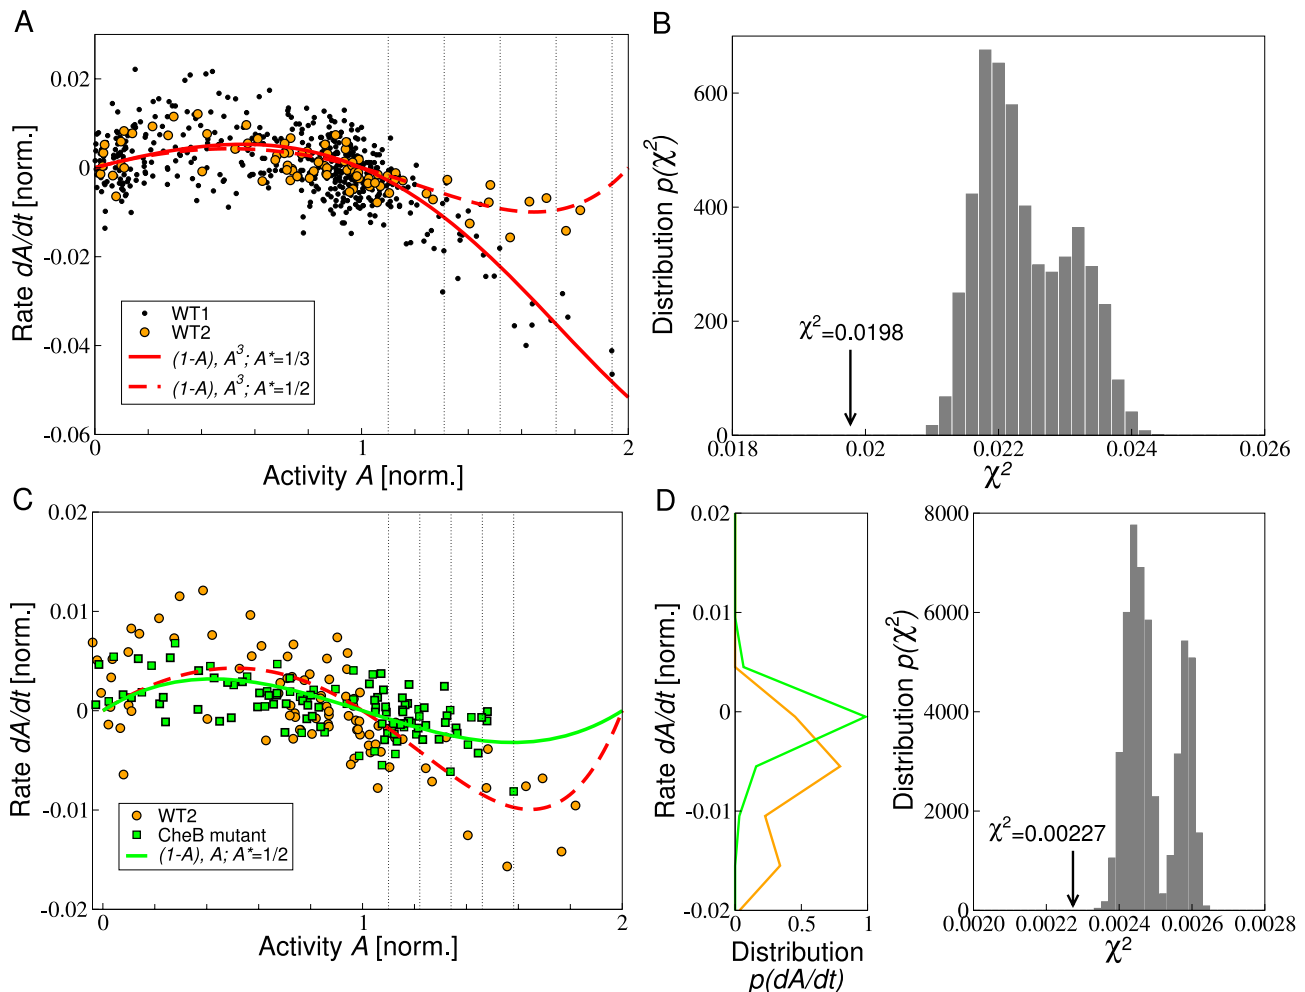 A
Rate dA/dt [norm.]
0.02
0
-0.02
-0.04
-0.06
0
1
2
Activity A [norm.]
WT1
WT2
(1-A), A³; A*=1/3
(1-A), A³; A*=1/2
B
Distribution p(χ²)
600
400
200
0
χ²=0.0198
0.018
0.02
0.022
0.024
0.026
χ²
C
Rate dA/dt [norm.]
0.02
0.01
0
-0.01
-0.02
0
1
2
Activity A [norm.]
WT2
CheB mutant
(1-A), A; A*=1/2
D
Rate dA/dt [norm.]
0.02
0.01
0
-0.01
-0.02
0
0.5
1
Distribution
p(dA/dt)
Distribution p(χ²)
8000
6000
4000
2000
0
χ²=0.00227
0.0020
0.0022
0.0024
0.0026
0.0028
χ²